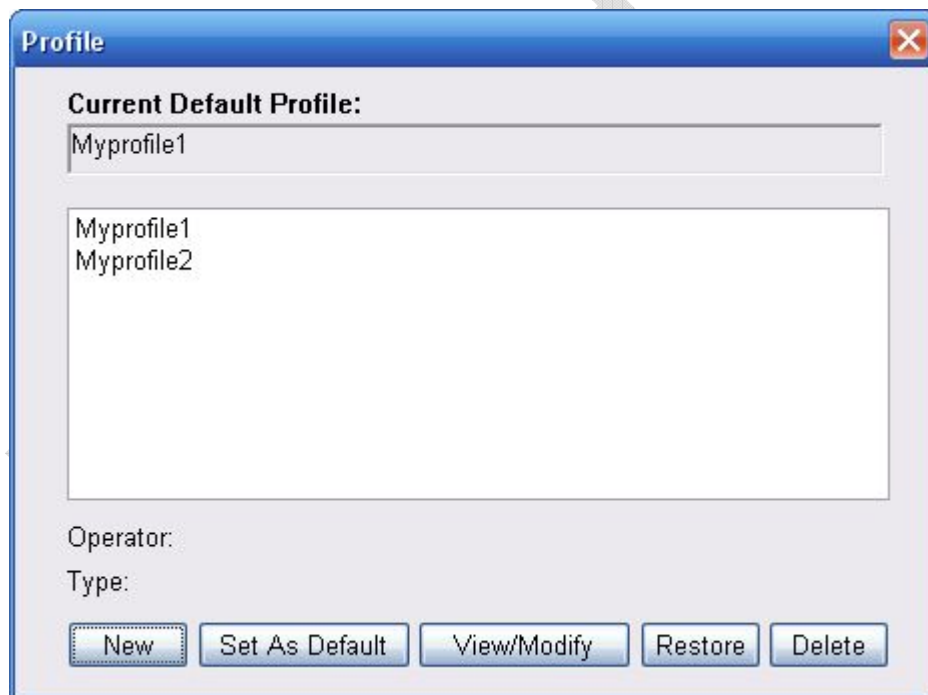 Profile
Current Default Profile:
Myprofile1
Myprofile1
Myprofile2
Operator:
Type:
New Set As Default View/Modify Restore Delete